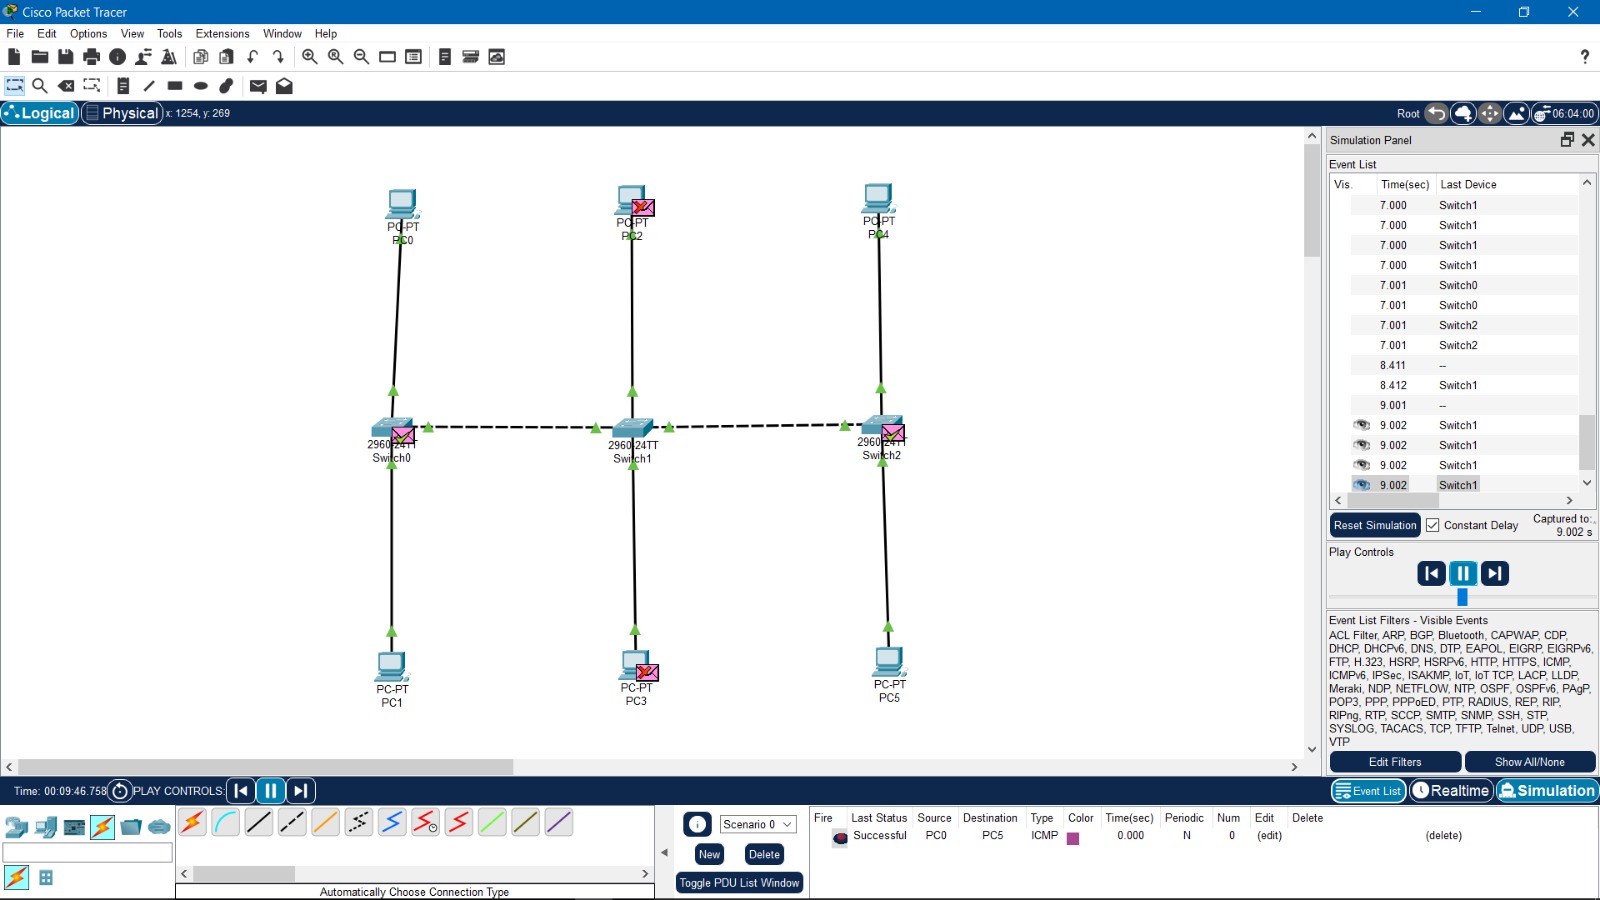 Cisco Packet Tracer
File Edit Options View Tools Extensions Window Help
Logical Physical x: 1254, y: 269 Root 06:04:00
PC-PT
PC0
PC-PT
PC2
PC-PT
PC4
2960-24TT
Switch0
2960-24TT
Switch1
2960-24TT
Switch2
PC-PT
PC1
PC-PT
PC3
PC-PT
PC5
Simulation Panel
Event List
Vis. Time(sec) Last Device
7.000 Switch1
7.000 Switch1
7.000 Switch1
7.000 Switch1
7.001 Switch0
7.001 Switch0
7.001 Switch2
7.001 Switch2
8.411 --
8.412 Switch1
9.001 --
9.002 Switch1
9.002 Switch1
9.002 Switch1
9.002 Switch1
Reset Simulation Constant Delay Captured to:
9.002 s
Play Controls
Event List Filters - Visible Events
ACL Filter, ARP, BGP, Bluetooth, CAPWAP, CDP,
DHCP, DHCPv6, DNS, DTP, EAPOL, EIGRP, EIGRPv6,
FTP, H.323, HSRP, HSRPv6, HTTP, HTTPS, ICMP,
ICMPv6, IPSec, ISAKMP, IoT, IoT TCP, LACP, LLDP,
Meraki, NDP, NETFLOW, NTP, OSPF, OSPFv6, PAgP,
POP3, PPP, PPPoED, PTP, RADIUS, REP, RIP,
RIPng, RTP, SCCP, SMTP, SNMP, SSH, STP,
SYSLOG, TACACS, TCP, TFTP, Telnet, UDP, USB,
VTP
Edit Filters Show All/None
Time: 00:09:46.758 PLAY CONTROLS: Event List Realtime Simulation
Automatically Choose Connection Type
Scenario 0
New Delete
Toggle PDU List Window
Fire Last Status Source Destination Type Color Time(sec) Periodic Num Edit Delete
Successful PC0 PC5 ICMP 0.000 N 0 (edit) (delete)